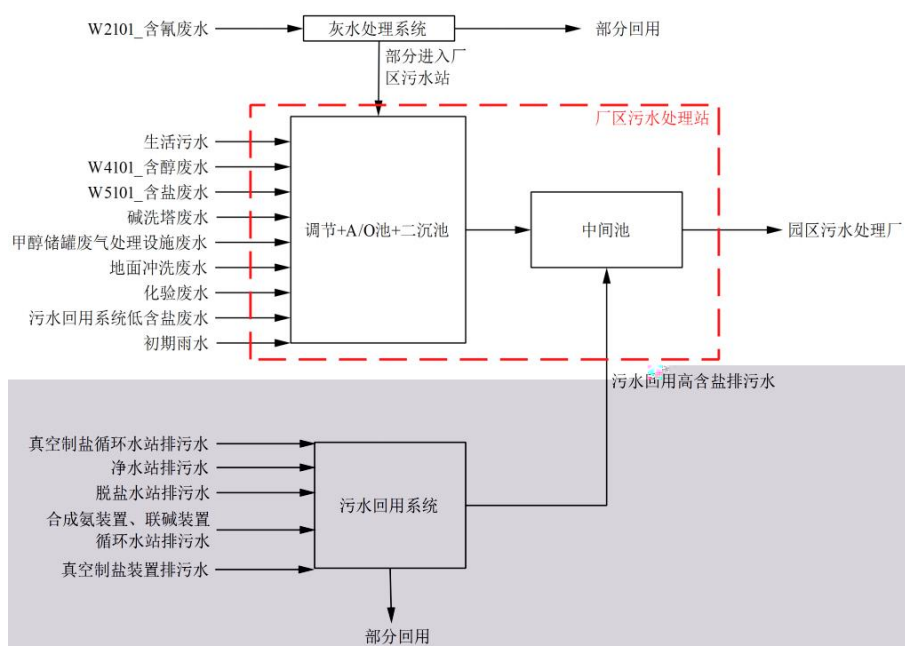 W2101_含氰废水
灰水处理系统
部分回用
部分进入厂
区污水站
厂区污水处理站
生活污水
W4101_含醇废水
W5101_含盐废水
碱洗塔废水
甲醇储罐废气处理设施废水
地面冲洗废水
化验废水
污水回用系统低含盐废水
初期雨水
调节+A/O池+二沉池
中间池
园区污水处理厂
污水回用高含盐排污水
真空制盐循环水站排污水
净水站排污水
脱盐水站排污水
合成氨装置、联碱装置
循环水站排污水
真空制盐装置排污水
污水回用系统
部分回用